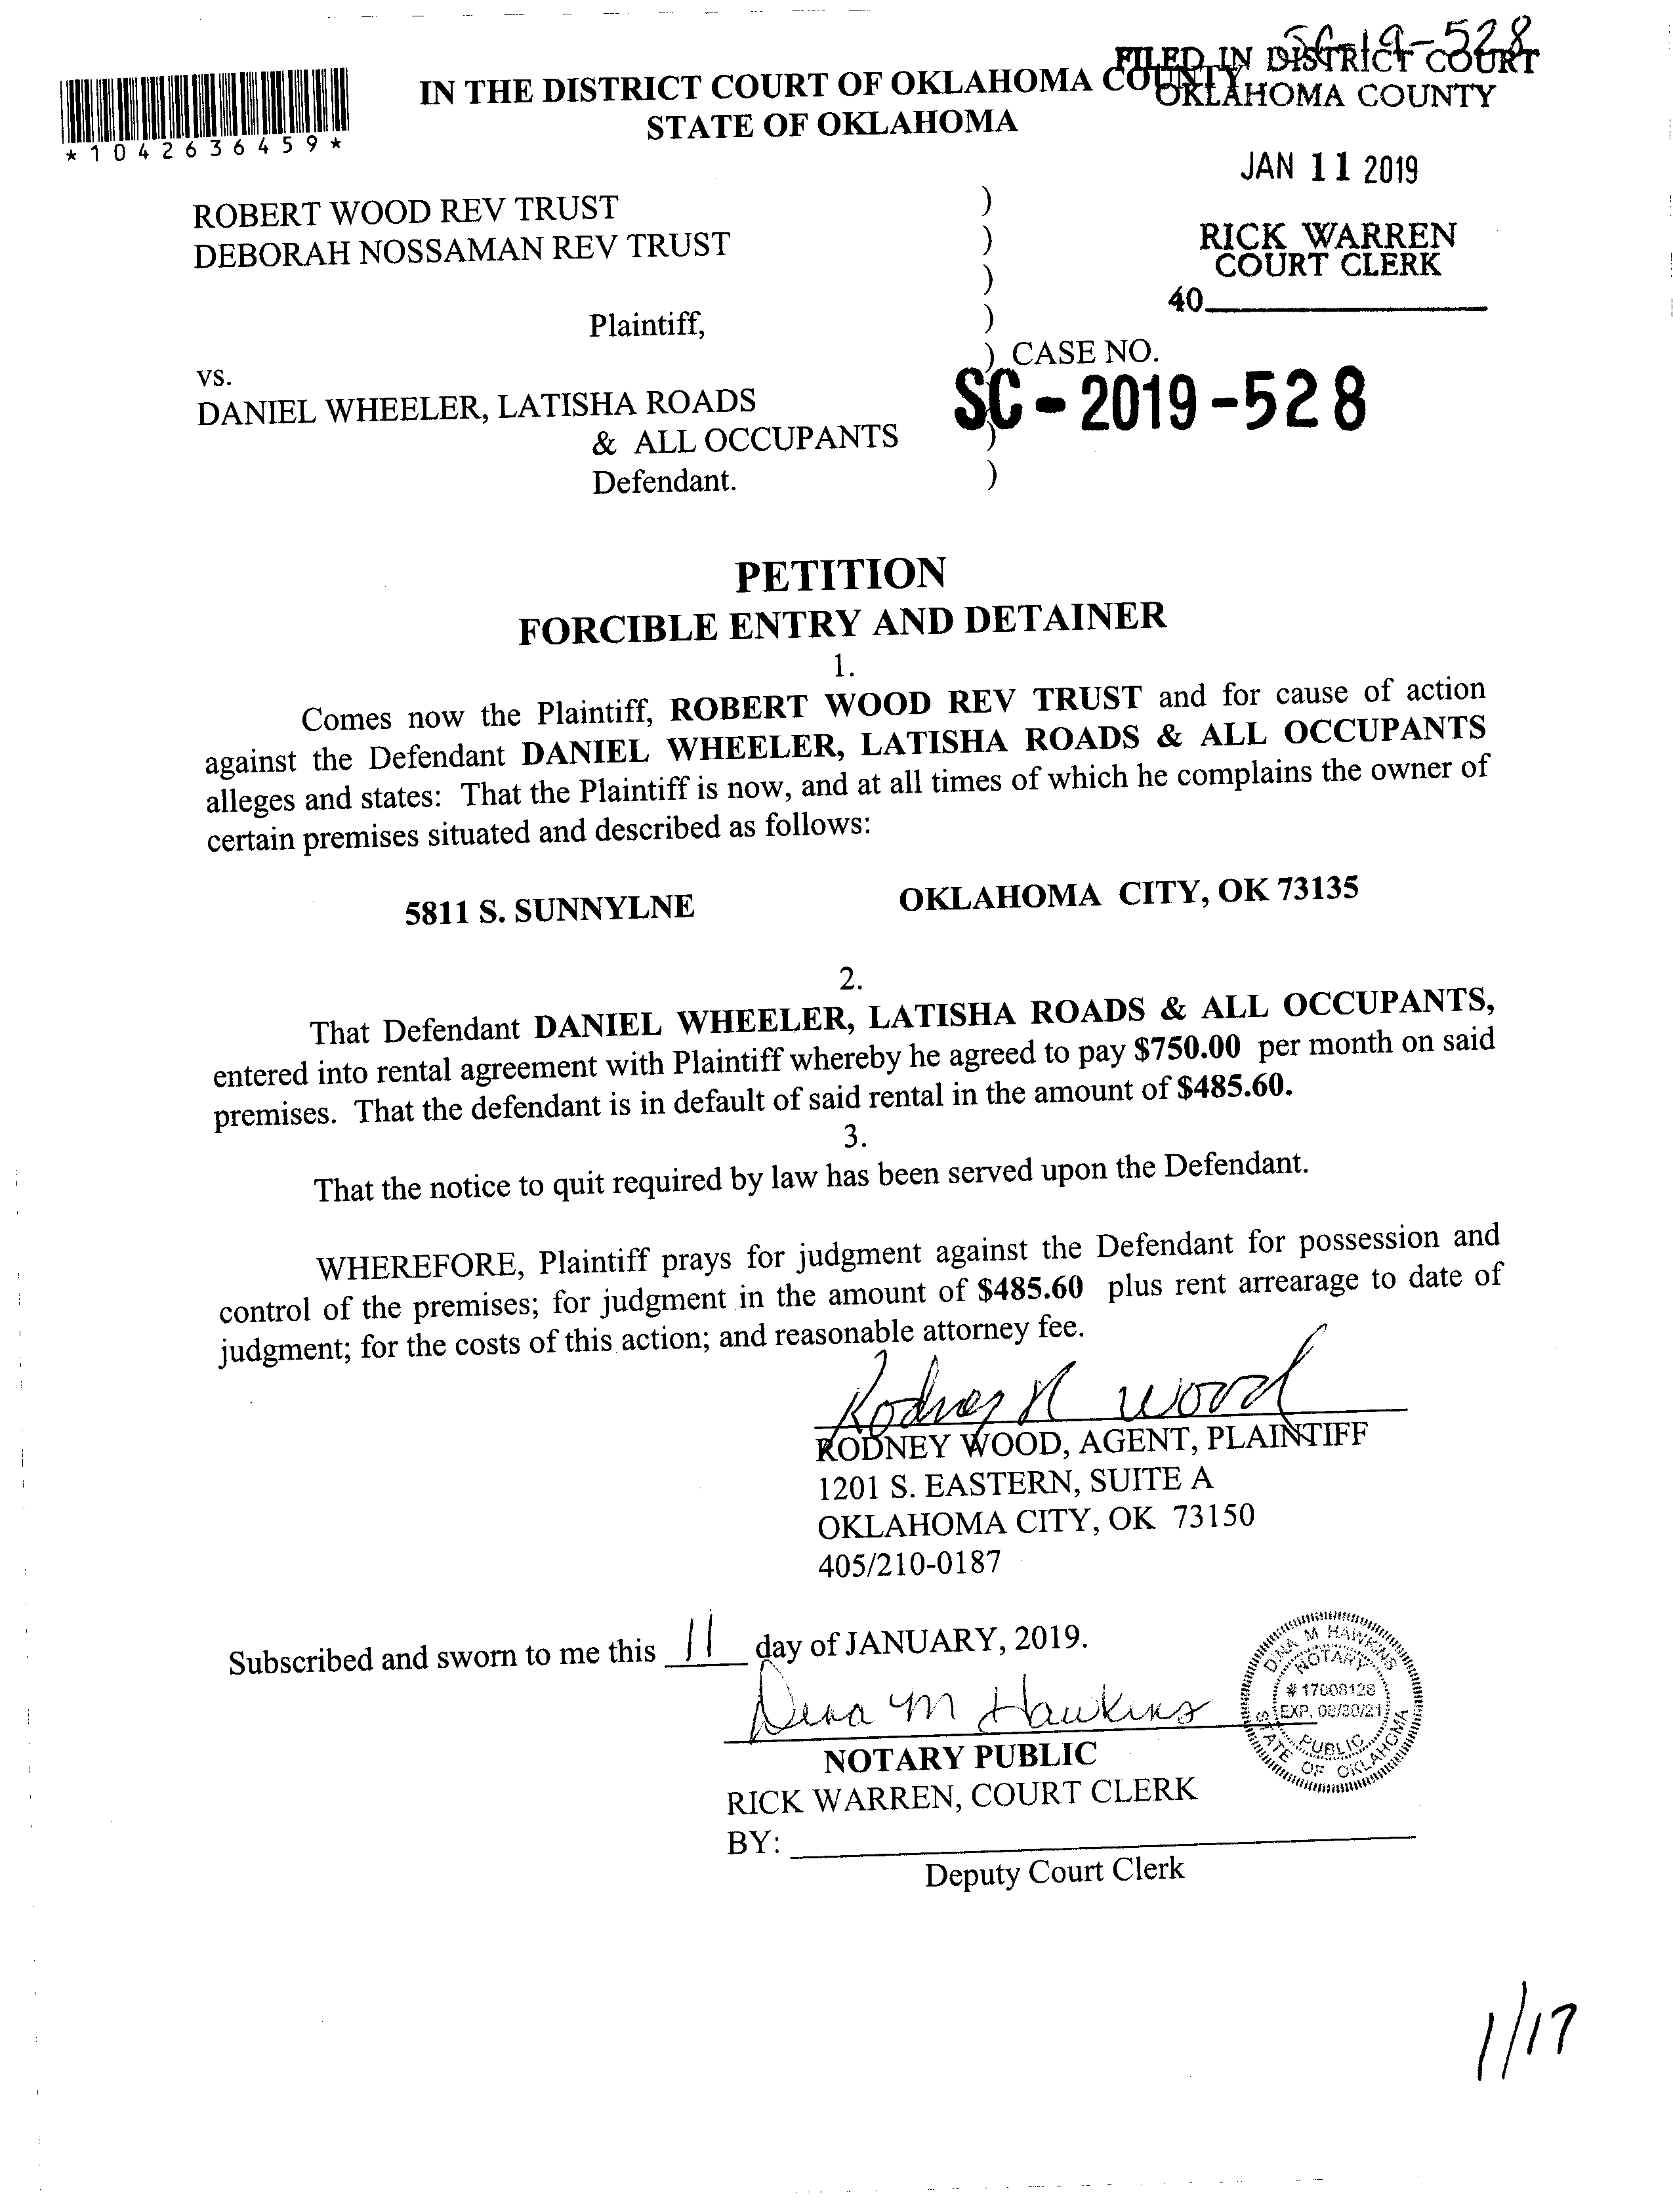 SC-19-528
FILED IN DISTRICT COURT
OKLAHOMA COUNTY
IN THE DISTRICT COURT OF OKLAHOMA COUNTY
STATE OF OKLAHOMA
*1042636459*
JAN 11 2019
RICK WARREN
COURT CLERK
40
ROBERT WOOD REV TRUST )
DEBORAH NOSSAMAN REV TRUST )
)
Plaintiff, )
) CASE NO.
vs.
SC-2019-528
DANIEL WHEELER, LATISHA ROADS
& ALL OCCUPANTS )
Defendant. )
PETITION
FORCIBLE ENTRY AND DETAINER
1.
Comes now the Plaintiff, ROBERT WOOD REV TRUST and for cause of action
against the Defendant DANIEL WHEELER, LATISHA ROADS & ALL OCCUPANTS
alleges and states: That the Plaintiff is now, and at all times of which he complains the owner of
certain premises situated and described as follows:
5811 S. SUNNYLNE OKLAHOMA CITY, OK 73135
2.
That Defendant DANIEL WHEELER, LATISHA ROADS & ALL OCCUPANTS,
entered into rental agreement with Plaintiff whereby he agreed to pay $750.00 per month on said
premises. That the defendant is in default of said rental in the amount of $485.60.
3.
That the notice to quit required by law has been served upon the Defendant.
WHEREFORE, Plaintiff prays for judgment against the Defendant for possession and
control of the premises; for judgment in the amount of $485.60 plus rent arrearage to date of
judgment; for the costs of this action; and reasonable attorney fee.
Rodney R Wood
RODNEY WOOD, AGENT, PLAINTIFF
1201 S. EASTERN, SUITE A
OKLAHOMA CITY, OK 73150
405/210-0187
Subscribed and sworn to me this 11 day of JANUARY, 2019.
Dena M Hawkins
NOTARY PUBLIC
RICK WARREN, COURT CLERK
BY:
Deputy Court Clerk
M HAWKINS
NOTARY
# 17008128
EXP. 08/30/21
PUBLIC
STATE OF OKLAHOMA
1/17